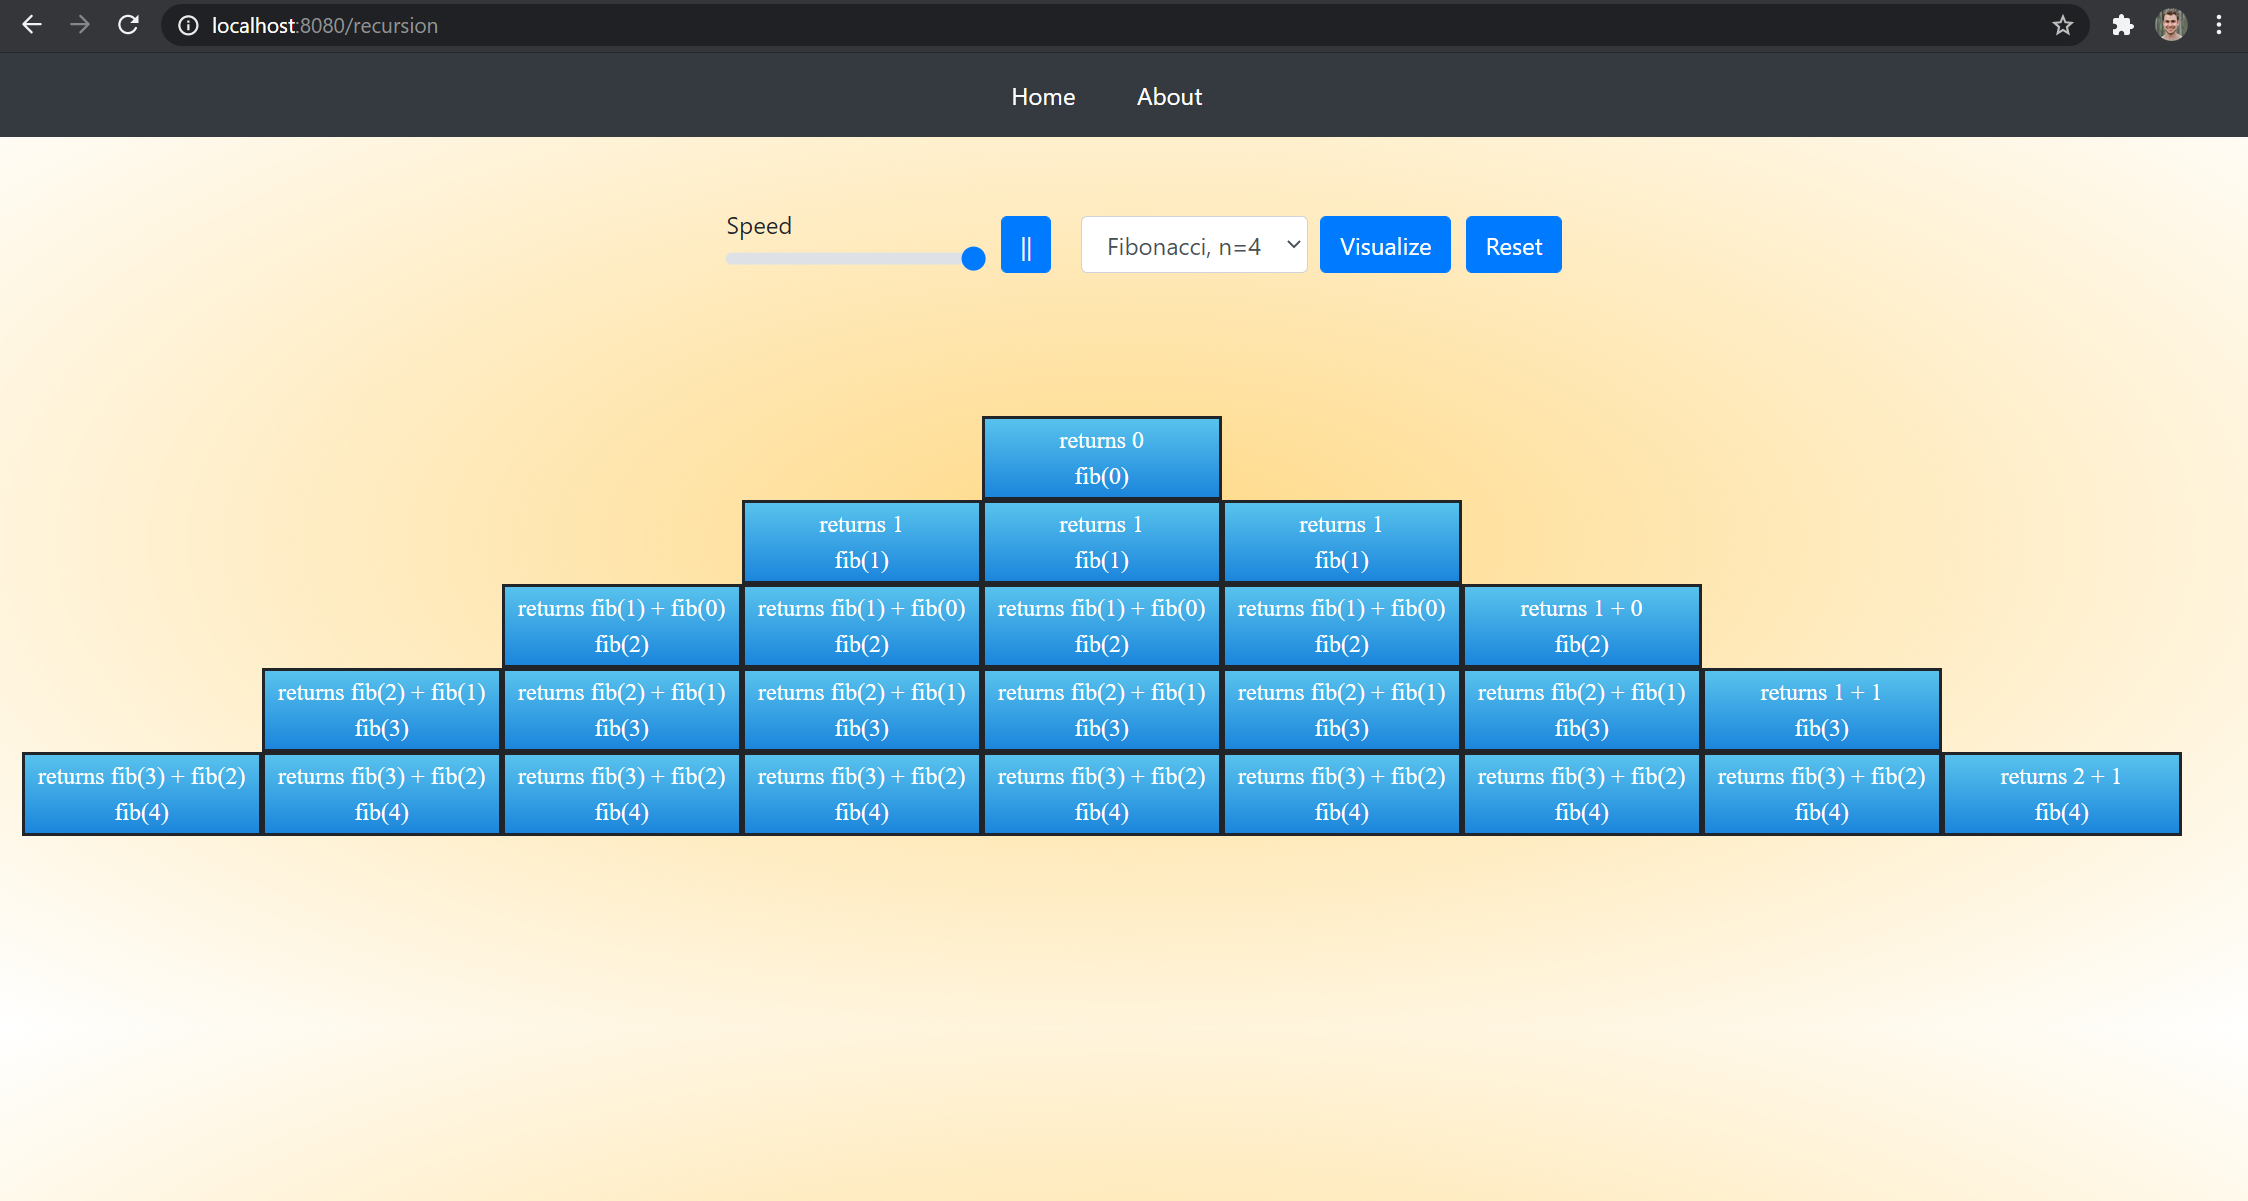 localhost:8080/recursion
Home About
Speed
|| Fibonacci, n=4 Visualize Reset
returns 0
fib(0)
returns 1 returns 1 returns 1
fib(1) fib(1) fib(1)
returns fib(1) + fib(0) returns fib(1) + fib(0) returns fib(1) + fib(0) returns fib(1) + fib(0) returns 1 + 0
fib(2) fib(2) fib(2) fib(2) fib(2)
returns fib(2) + fib(1) returns fib(2) + fib(1) returns fib(2) + fib(1) returns fib(2) + fib(1) returns fib(2) + fib(1) returns fib(2) + fib(1) returns 1 + 1
fib(3) fib(3) fib(3) fib(3) fib(3) fib(3) fib(3)
returns fib(3) + fib(2) returns fib(3) + fib(2) returns fib(3) + fib(2) returns fib(3) + fib(2) returns fib(3) + fib(2) returns fib(3) + fib(2) returns fib(3) + fib(2) returns fib(3) + fib(2) returns 2 + 1
fib(4) fib(4) fib(4) fib(4) fib(4) fib(4) fib(4) fib(4) fib(4)